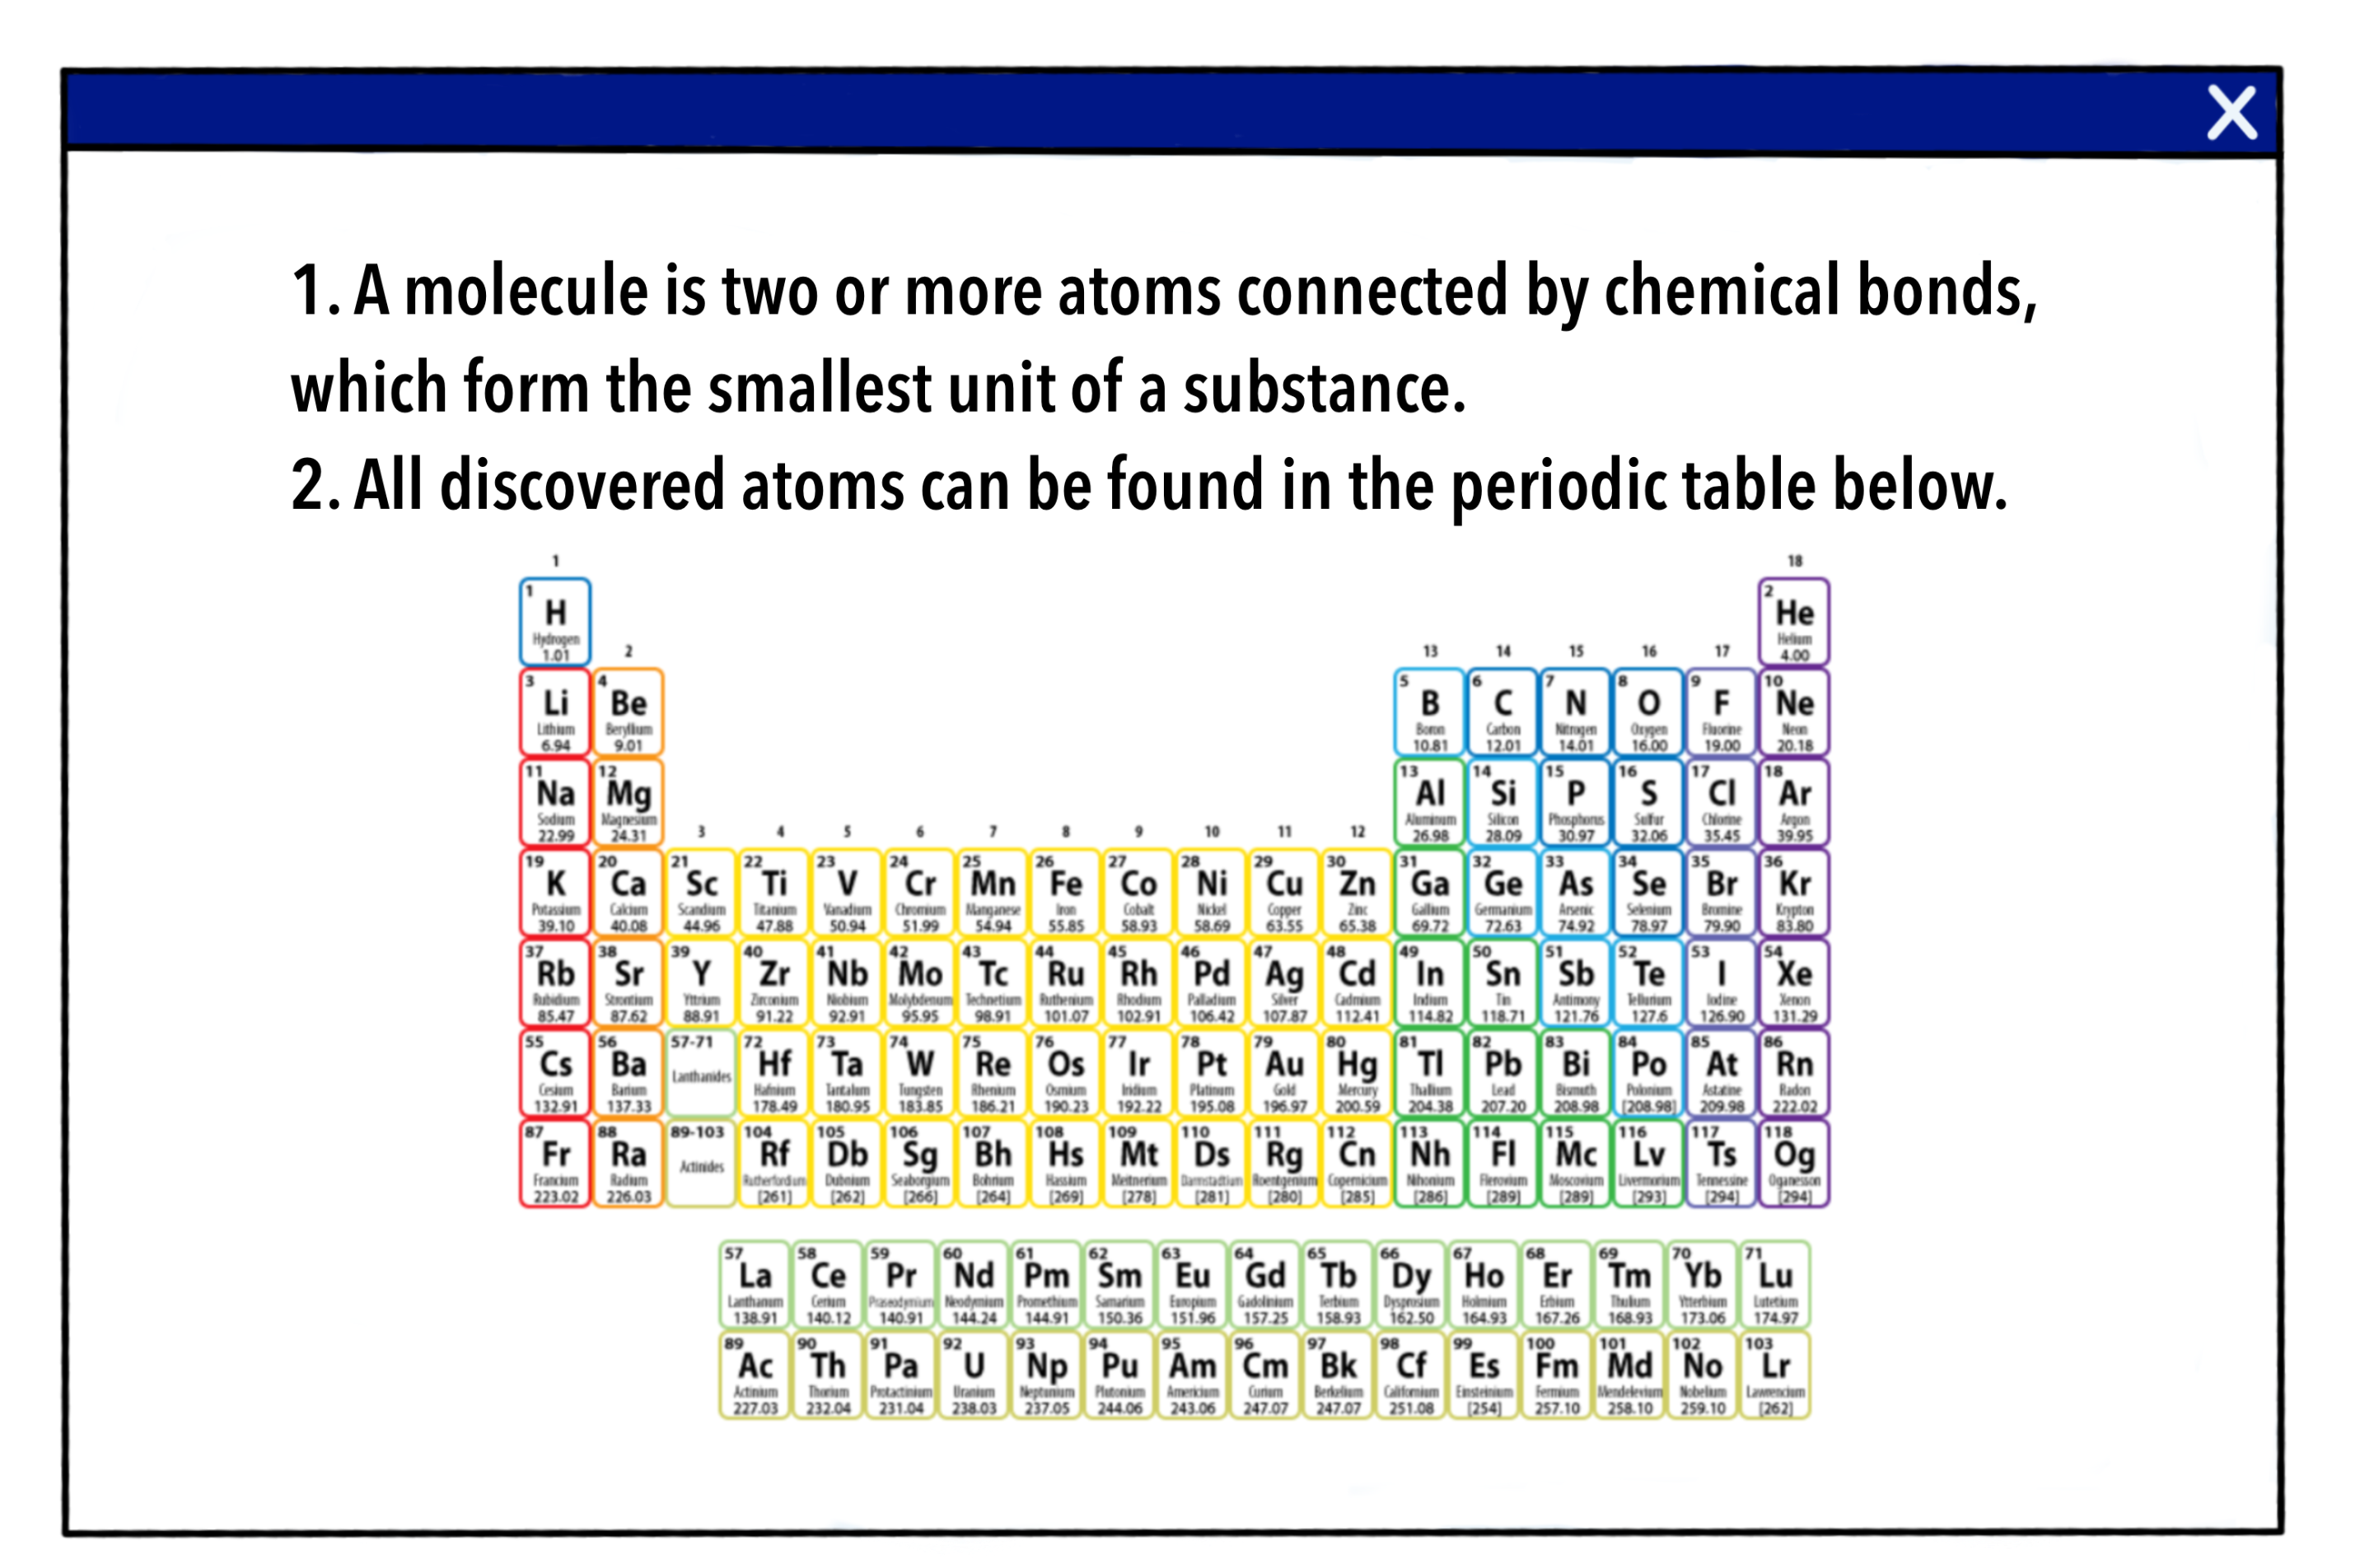 X
1. A molecule is two or more atoms connected by chemical bonds,
which form the smallest unit of a substance.
2. All discovered atoms can be found in the periodic table below.
1 18
1 2
H He
Hydrogen Helium
1.01 2 13 14 15 16 17 4.00
3 4 5 6 7 8 9 10
Li Be B C N O F Ne
Lithium Beryllium Boron Carbon Nitrogen Oxygen Fluorine Neon
6.94 9.01 10.81 12.01 14.01 16.00 19.00 20.18
11 12 13 14 15 16 17 18
Na Mg Al Si P S Cl Ar
Sodium Magnesium Aluminum Silicon Phosphorus Sulfur Chlorine Argon
22.99 24.31 3 4 5 6 7 8 9 10 11 12 26.98 28.09 30.97 32.06 35.45 39.95
19 20 21 22 23 24 25 26 27 28 29 30 31 32 33 34 35 36
K Ca Sc Ti V Cr Mn Fe Co Ni Cu Zn Ga Ge As Se Br Kr
Potassium Calcium Scandium Titanium Vanadium Chromium Manganese Iron Cobalt Nickel Copper Zinc Gallium Germanium Arsenic Selenium Bromine Krypton
39.10 40.08 44.96 47.88 50.94 51.99 54.94 55.85 58.93 58.69 63.55 65.38 69.72 72.63 74.92 78.97 79.90 83.80
37 38 39 40 41 42 43 44 45 46 47 48 49 50 51 52 53 54
Rb Sr Y Zr Nb Mo Tc Ru Rh Pd Ag Cd In Sn Sb Te I Xe
Rubidium Strontium Yttrium Zirconium Niobium Molybdenum Technetium Ruthenium Rhodium Palladium Silver Cadmium Indium Tin Antimony Tellurium Iodine Xenon
85.47 87.62 88.91 91.22 92.91 95.95 98.91 101.07 102.91 106.42 107.87 112.41 114.82 118.71 121.76 127.6 126.90 131.29
55 56 57-71 72 73 74 75 76 77 78 79 80 81 82 83 84 85 86
Cs Ba Lanthanides Hf Ta W Re Os Ir Pt Au Hg Tl Pb Bi Po At Rn
Cesium Barium Hafnium Tantalum Tungsten Rhenium Osmium Iridium Platinum Gold Mercury Thallium Lead Bismuth Polonium Astatine Radon
132.91 137.33 178.49 180.95 183.85 186.21 190.23 192.22 195.08 196.97 200.59 204.38 207.20 208.98 [208.98] 209.98 222.02
87 88 89-103 104 105 106 107 108 109 110 111 112 113 114 115 116 117 118
Fr Ra Actinides Rf Db Sg Bh Hs Mt Ds Rg Cn Nh Fl Mc Lv Ts Og
Francium Radium Rutherfordium Dubnium Seaborgium Bohrium Hassium Meitnerium Darmstadtium Roentgenium Copernicium Nihonium Flerovium Moscovium Livermorium Tennessine Oganesson
223.02 226.03 [261] [262] [266] [264] [269] [278] [281] [280] [285] [286] [289] [289] [293] [294] [294]
57 58 59 60 61 62 63 64 65 66 67 68 69 70 71
La Ce Pr Nd Pm Sm Eu Gd Tb Dy Ho Er Tm Yb Lu
Lanthanum Cerium Praseodymium Neodymium Promethium Samarium Europium Gadolinium Terbium Dysprosium Holmium Erbium Thulium Ytterbium Lutetium
138.91 140.12 140.91 144.24 144.91 150.36 151.96 157.25 158.93 162.50 164.93 167.26 168.93 173.06 174.97
89 90 91 92 93 94 95 96 97 98 99 100 101 102 103
Ac Th Pa U Np Pu Am Cm Bk Cf Es Fm Md No Lr
Actinium Thorium Protactinium Uranium Neptunium Plutonium Americium Curium Berkelium Californium Einsteinium Fermium Mendelevium Nobelium Lawrencium
227.03 232.04 231.04 238.03 237.05 244.06 243.06 247.07 247.07 251.08 [254] 257.10 258.10 259.10 [262]